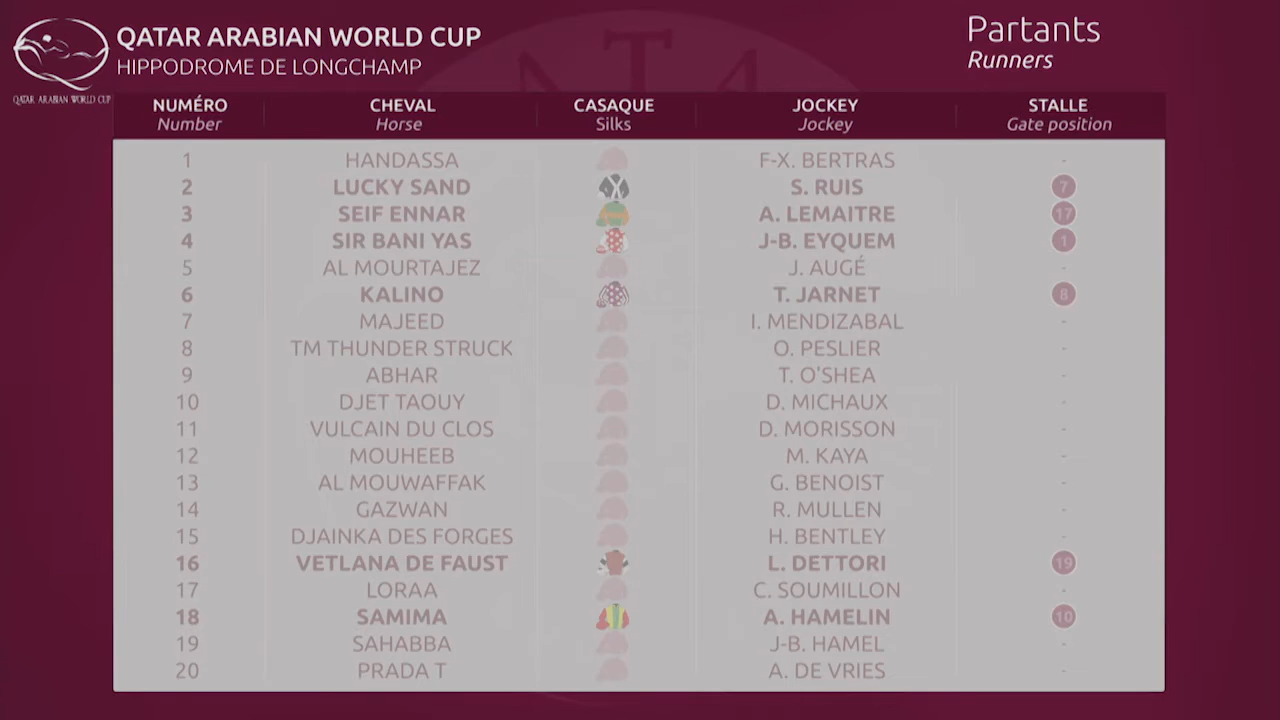 QATAR ARABIAN WORLD CUP
HIPPODROME DE LONGCHAMP
QATAR ARABIAN WORLD CUP
Partants
Runners
NUMÉRO CHEVAL CASAQUE JOCKEY STALLE
Number Horse Silks Jockey Gate position
1 HANDASSA F-X. BERTRAS -
2 LUCKY SAND S. RUIS 7
3 SEIF ENNAR A. LEMAITRE 17
4 SIR BANI YAS J-B. EYQUEM 1
5 AL MOURTAJEZ J. AUGÉ -
6 KALINO T. JARNET 8
7 MAJEED I. MENDIZABAL -
8 TM THUNDER STRUCK O. PESLIER -
9 ABHAR T. O'SHEA -
10 DJET TAOUY D. MICHAUX -
11 VULCAIN DU CLOS D. MORISSON -
12 MOUHEEB M. KAYA -
13 AL MOUWAFFAK G. BENOIST -
14 GAZWAN R. MULLEN -
15 DJAINKA DES FORGES H. BENTLEY -
16 VETLANA DE FAUST L. DETTORI 19
17 LORAA C. SOUMILLON -
18 SAMIMA A. HAMELIN 10
19 SAHABBA J-B. HAMEL -
20 PRADA T A. DE VRIES -